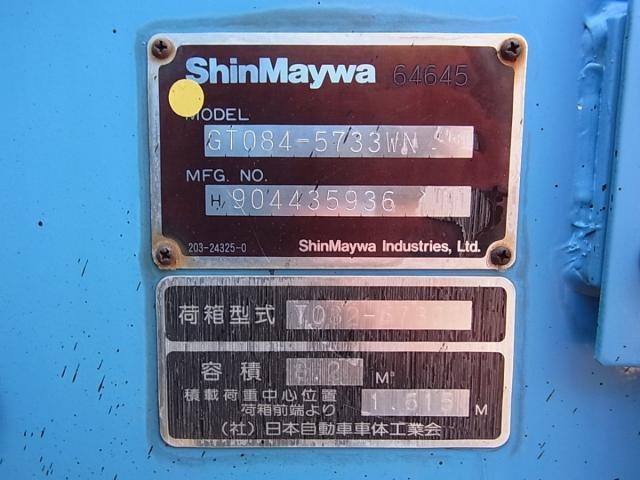 ShinMaywa 64645
MODEL
GT084-5733WN
MFG. NO.
H 904435936
203-24325-0 ShinMaywa Industries, Ltd.
荷箱型式
容積 M³
積載荷重中心位置
荷箱前端より 1.515 M
(社)日本自動車車体工業会